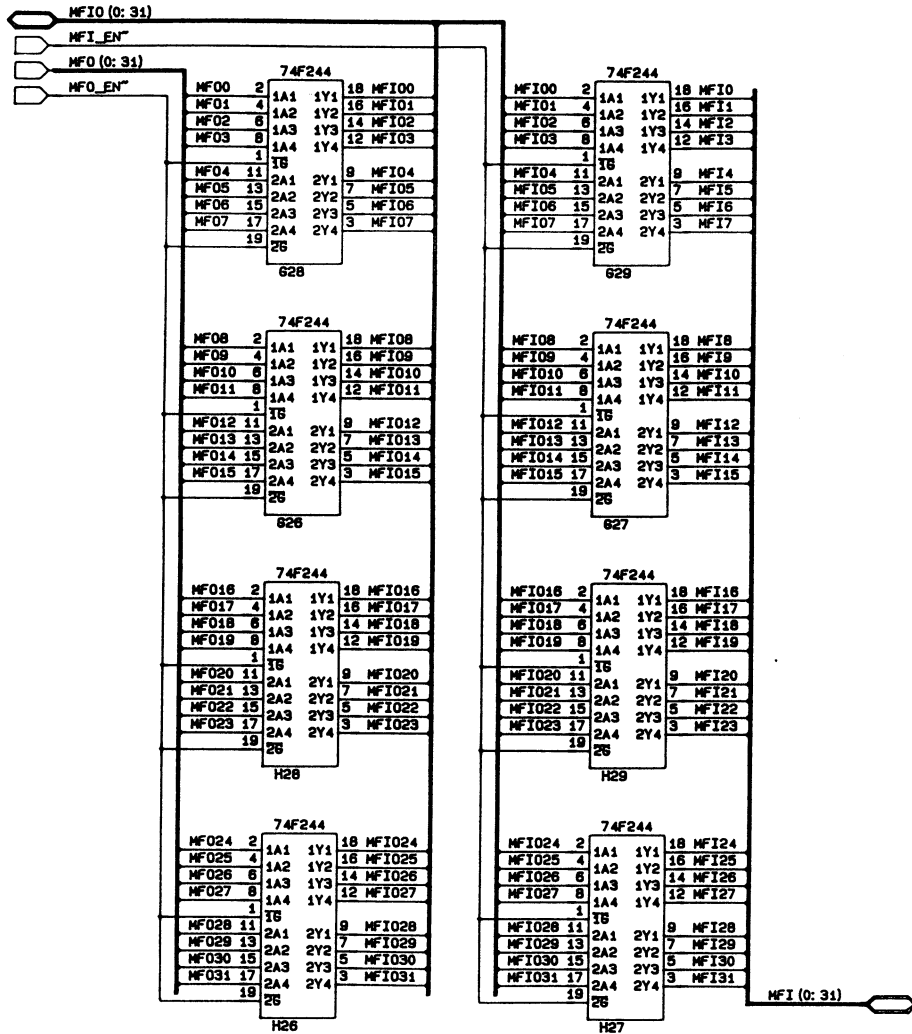 MFIO (0: 31)
MFI_EN~
MFO (0: 31)
MFO_EN~
74F244
MFO0 2 1A1 1Y1 18 MFIO0
MFO1 4 1A2 1Y2 16 MFIO1
MFO2 6 1A3 1Y3 14 MFIO2
MFO3 8 1A4 1Y4 12 MFIO3
1 1G
MFO4 11 2A1 2Y1 9 MFIO4
MFO5 13 2A2 2Y2 7 MFIO5
MFO6 15 2A3 2Y3 5 MFIO6
MFO7 17 2A4 2Y4 3 MFIO7
19 2G
G28
74F244
MFIO0 2 1A1 1Y1 18 MFI0
MFIO1 4 1A2 1Y2 16 MFI1
MFIO2 6 1A3 1Y3 14 MFI2
MFIO3 8 1A4 1Y4 12 MFI3
1 1G
MFIO4 11 2A1 2Y1 9 MFI4
MFIO5 13 2A2 2Y2 7 MFI5
MFIO6 15 2A3 2Y3 5 MFI6
MFIO7 17 2A4 2Y4 3 MFI7
19 2G
G29
74F244
MFO8 2 1A1 1Y1 18 MFIO8
MFO9 4 1A2 1Y2 16 MFIO9
MFO10 6 1A3 1Y3 14 MFIO10
MFO11 8 1A4 1Y4 12 MFIO11
1 1G
MFO12 11 2A1 2Y1 9 MFIO12
MFO13 13 2A2 2Y2 7 MFIO13
MFO14 15 2A3 2Y3 5 MFIO14
MFO15 17 2A4 2Y4 3 MFIO15
19 2G
G26
74F244
MFIO8 2 1A1 1Y1 18 MFI8
MFIO9 4 1A2 1Y2 16 MFI9
MFIO10 6 1A3 1Y3 14 MFI10
MFIO11 8 1A4 1Y4 12 MFI11
1 1G
MFIO12 11 2A1 2Y1 9 MFI12
MFIO13 13 2A2 2Y2 7 MFI13
MFIO14 15 2A3 2Y3 5 MFI14
MFIO15 17 2A4 2Y4 3 MFI15
19 2G
G27
74F244
MFO16 2 1A1 1Y1 18 MFIO16
MFO17 4 1A2 1Y2 16 MFIO17
MFO18 6 1A3 1Y3 14 MFIO18
MFO19 8 1A4 1Y4 12 MFIO19
1 1G
MFO20 11 2A1 2Y1 9 MFIO20
MFO21 13 2A2 2Y2 7 MFIO21
MFO22 15 2A3 2Y3 5 MFIO22
MFO23 17 2A4 2Y4 3 MFIO23
19 2G
H28
74F244
MFIO16 2 1A1 1Y1 18 MFI16
MFIO17 4 1A2 1Y2 16 MFI17
MFIO18 6 1A3 1Y3 14 MFI18
MFIO19 8 1A4 1Y4 12 MFI19
1 1G
MFIO20 11 2A1 2Y1 9 MFI20
MFIO21 13 2A2 2Y2 7 MFI21
MFIO22 15 2A3 2Y3 5 MFI22
MFIO23 17 2A4 2Y4 3 MFI23
19 2G
H29
74F244
MFO24 2 1A1 1Y1 18 MFIO24
MFO25 4 1A2 1Y2 16 MFIO25
MFO26 6 1A3 1Y3 14 MFIO26
MFO27 8 1A4 1Y4 12 MFIO27
1 1G
MFO28 11 2A1 2Y1 9 MFIO28
MFO29 13 2A2 2Y2 7 MFIO29
MFO30 15 2A3 2Y3 5 MFIO30
MFO31 17 2A4 2Y4 3 MFIO31
19 2G
H26
74F244
MFIO24 2 1A1 1Y1 18 MFI24
MFIO25 4 1A2 1Y2 16 MFI25
MFIO26 6 1A3 1Y3 14 MFI26
MFIO27 8 1A4 1Y4 12 MFI27
1 1G
MFIO28 11 2A1 2Y1 9 MFI28
MFIO29 13 2A2 2Y2 7 MFI29
MFIO30 15 2A3 2Y3 5 MFI30
MFIO31 17 2A4 2Y4 3 MFI31
19 2G
H27
MFI (0: 31)